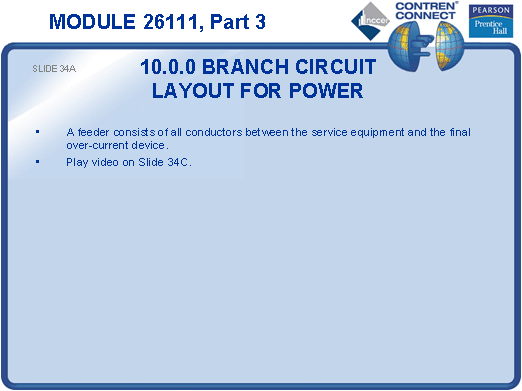 MODULE 26111, Part 3
nccer
CONTREN®
CONNECT
PEARSON
Prentice
Hall
SLIDE 34A
10.0.0 BRANCH CIRCUIT
LAYOUT FOR POWER
• A feeder consists of all conductors between the service equipment and the final
over-current device.
• Play video on Slide 34C.